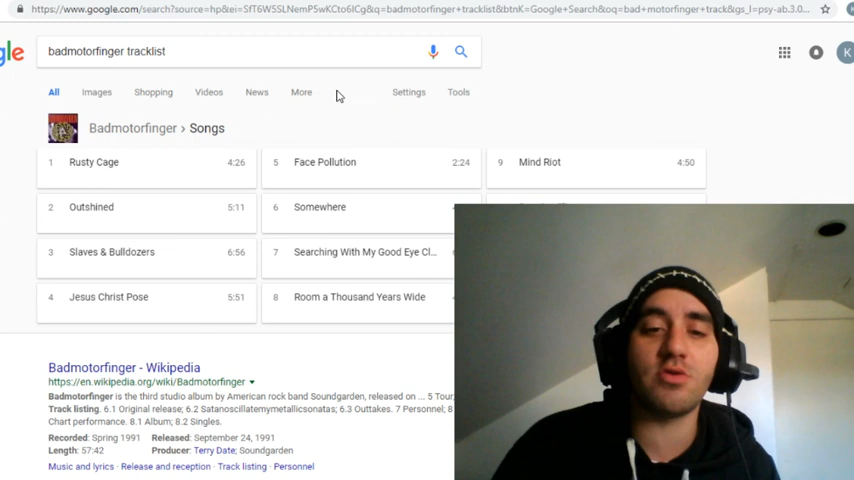 https://www.google.com/search?source=hp&ei=SfT6W5SLNemP5wKCto6ICg&q=badmotorfinger+tracklist&btnK=Google+Search&oq=bad+motorfinger+track&gs_l=psy-ab.3.0...
gle
badmotorfinger tracklist
K
All Images Shopping Videos News More Settings Tools
Badmotorfinger > Songs
1 Rusty Cage 4:26 5 Face Pollution 2:24 9 Mind Riot 4:50
2 Outshined 5:11 6 Somewhere
3 Slaves & Bulldozers 6:56 7 Searching With My Good Eye Cl...
4 Jesus Christ Pose 5:51 8 Room a Thousand Years Wide
Badmotorfinger - Wikipedia
https://en.wikipedia.org/wiki/Badmotorfinger
Badmotorfinger is the third studio album by American rock band Soundgarden, released on ... 5 Tour;
Track listing. 6.1 Original release; 6.2 Satanoscillatemymetallicsonatas; 6.3 Outtakes. 7 Personnel; 8
Chart performance. 8.1 Album; 8.2 Singles.
Recorded: Spring 1991 Released: September 24, 1991
Length: 57:42 Producer: Terry Date; Soundgarden
Music and lyrics · Release and reception · Track listing · Personnel